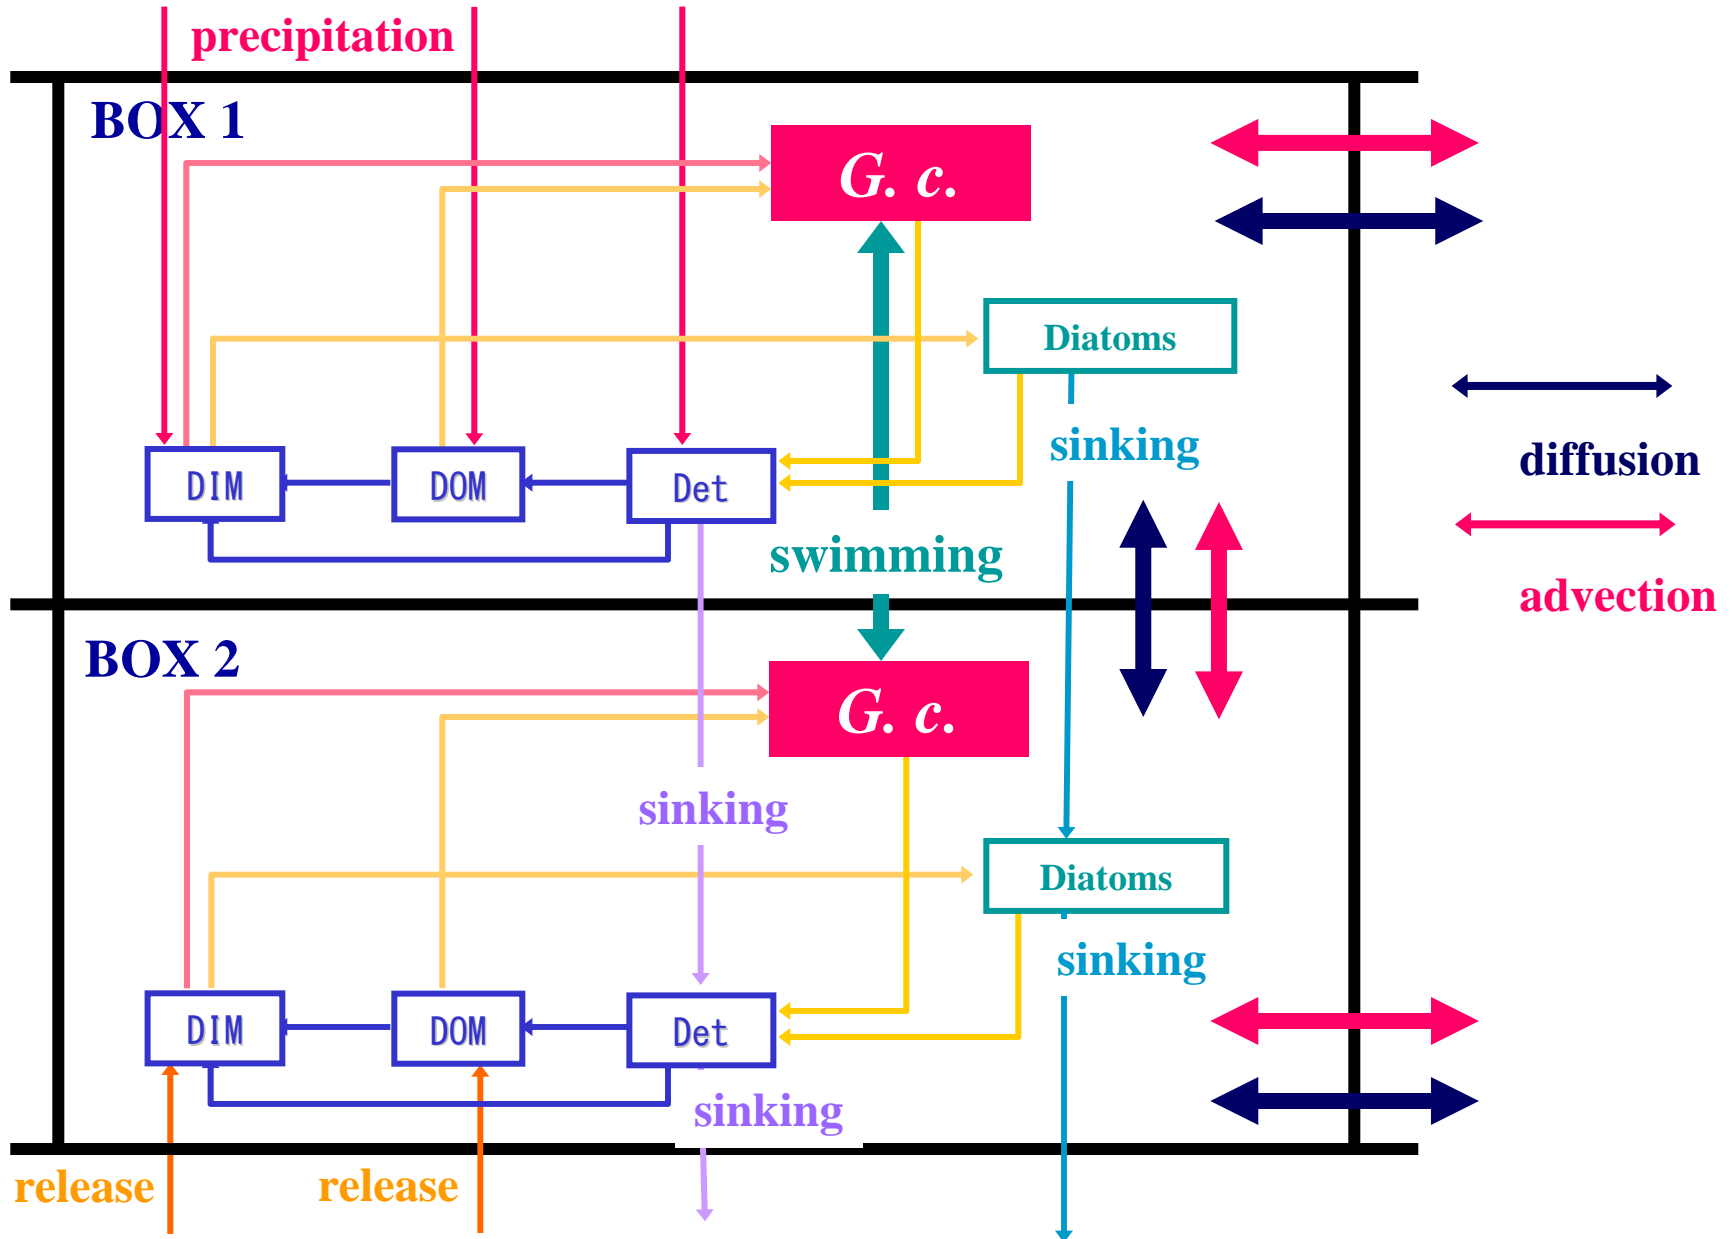 precipitation
BOX 1
G. c.
Diatoms
sinking
diffusion
DIM
DOM
Det
swimming
advection
BOX 2
G. c.
sinking
Diatoms
sinking
DIM
DOM
Det
sinking
release
release